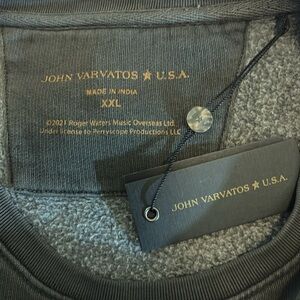 JOHN VARVATOS ★ U.S.A.
MADE IN INDIA
XXL
©2021 Roger Waters Music Overseas Ltd.
Under license to Perryscope Productions LLC
JOHN VARVATOS ★ U.S.A.